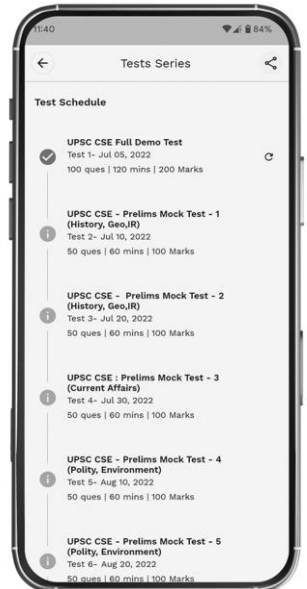 11:40
84%
Tests Series
Test Schedule
UPSC CSE Full Demo Test
Test 1- Jul 05, 2022
100 ques | 120 mins | 200 Marks
UPSC CSE - Prelims Mock Test - 1
(History, Geo,IR)
Test 2- Jul 10, 2022
50 ques | 60 mins | 100 Marks
UPSC CSE - Prelims Mock Test - 2
(History, Geo,IR)
Test 3- Jul 20, 2022
50 ques | 60 mins | 100 Marks
UPSC CSE : Prelims Mock Test - 3
(Current Affairs)
Test 4- Jul 30, 2022
50 ques | 60 mins | 100 Marks
UPSC CSE - Prelims Mock Test - 4
(Polity, Environment)
Test 5- Aug 10, 2022
50 ques | 60 mins | 100 Marks
UPSC CSE - Prelims Mock Test - 5
(Polity, Environment)
Test 6- Aug 20, 2022
50 ques | 60 mins | 100 Marks